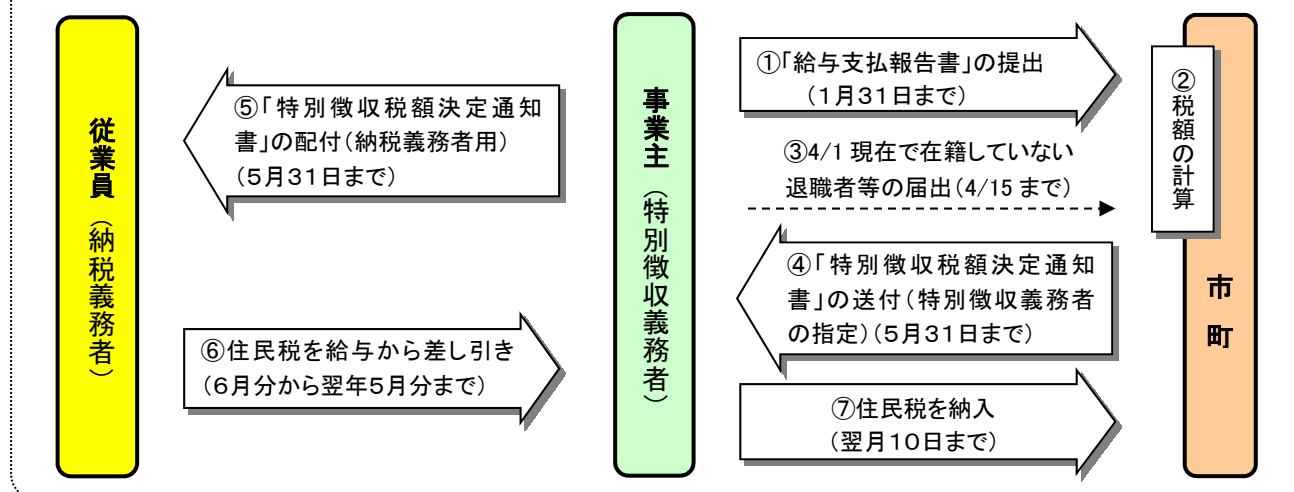 従業員（納税義務者）
⑤「特別徴収税額決定通知
書」の配付（納税義務者用）
（５月３１日まで）
⑥住民税を給与から差し引き
（６月分から翌年５月分まで）
事業主（特別徴収義務者）
①「給与支払報告書」の提出
（１月３１日まで）
③4/1 現在で在籍していない
退職者等の届出（4/15 まで）
④「特別徴収税額決定通知
書」の送付（特別徴収義務者
の指定）（５月３１日まで）
⑦住民税を納入
（翌月１０日まで）
②税額の計算
市町